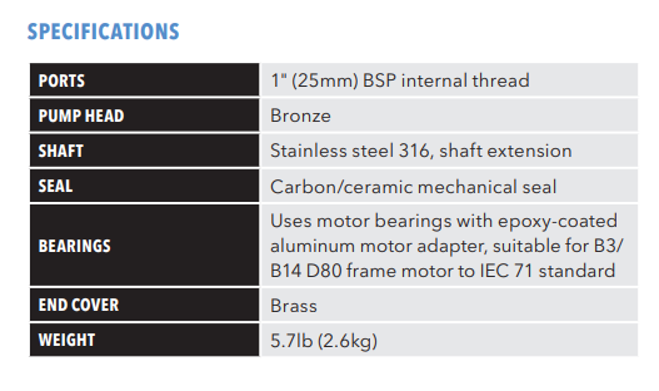 SPECIFICATIONS
PORTS 1" (25mm) BSP internal thread
PUMP HEAD Bronze
SHAFT Stainless steel 316, shaft extension
SEAL Carbon/ceramic mechanical seal
BEARINGS Uses motor bearings with epoxy-coated
aluminum motor adapter, suitable for B3/
B14 D80 frame motor to IEC 71 standard
END COVER Brass
WEIGHT 5.7lb (2.6kg)